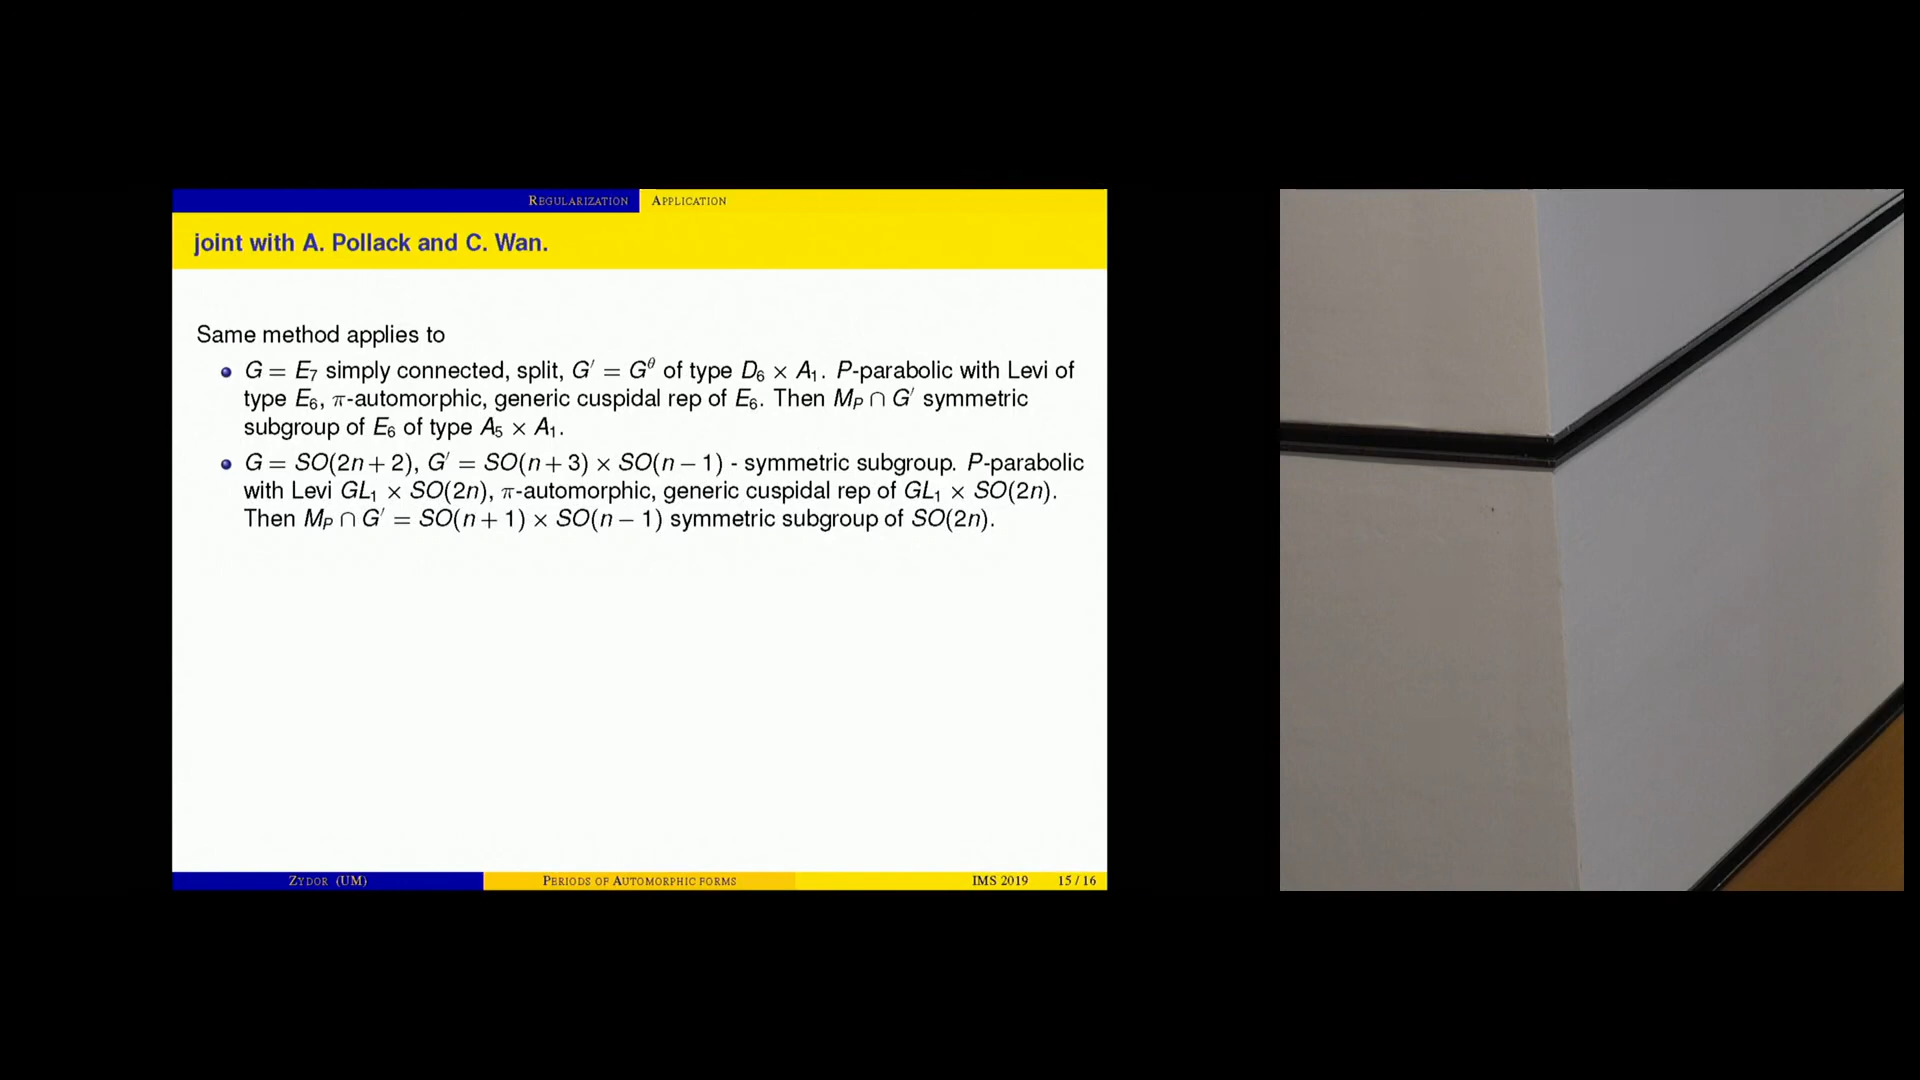 REGULARIZATION APPLICATION
joint with A. Pollack and C. Wan.
Same method applies to
• G = E₇ simply connected, split, G′ = G^θ of type D₆ × A₁. P-parabolic with Levi of
type E₆, π-automorphic, generic cuspidal rep of E₆. Then M_P ∩ G′ symmetric
subgroup of E₆ of type A₅ × A₁.
• G = SO(2n + 2), G′ = SO(n + 3) × SO(n − 1) - symmetric subgroup. P-parabolic
with Levi GL₁ × SO(2n), π-automorphic, generic cuspidal rep of GL₁ × SO(2n).
Then M_P ∩ G′ = SO(n + 1) × SO(n − 1) symmetric subgroup of SO(2n).
ZYDOR (UM) PERIODS OF AUTOMORPHIC FORMS IMS 2019 15 / 16